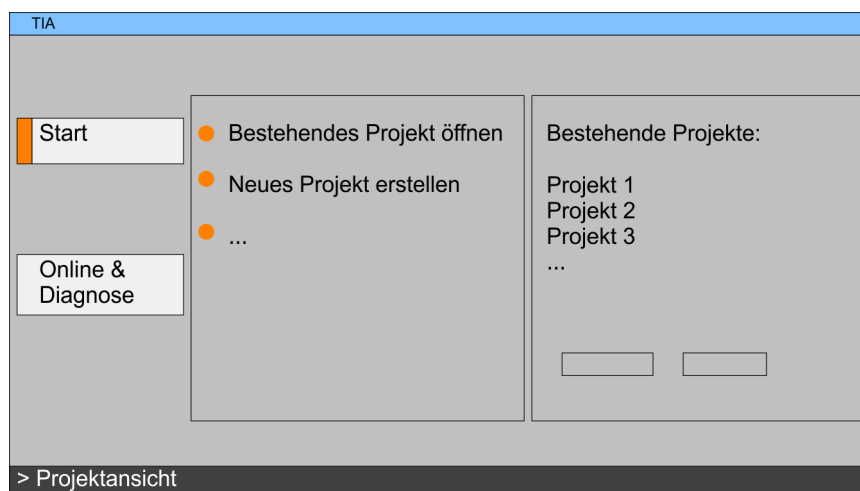 TIA
Start
Online &
Diagnose
Bestehendes Projekt öffnen
Neues Projekt erstellen
...
Bestehende Projekte:
Projekt 1
Projekt 2
Projekt 3
...
> Projektansicht